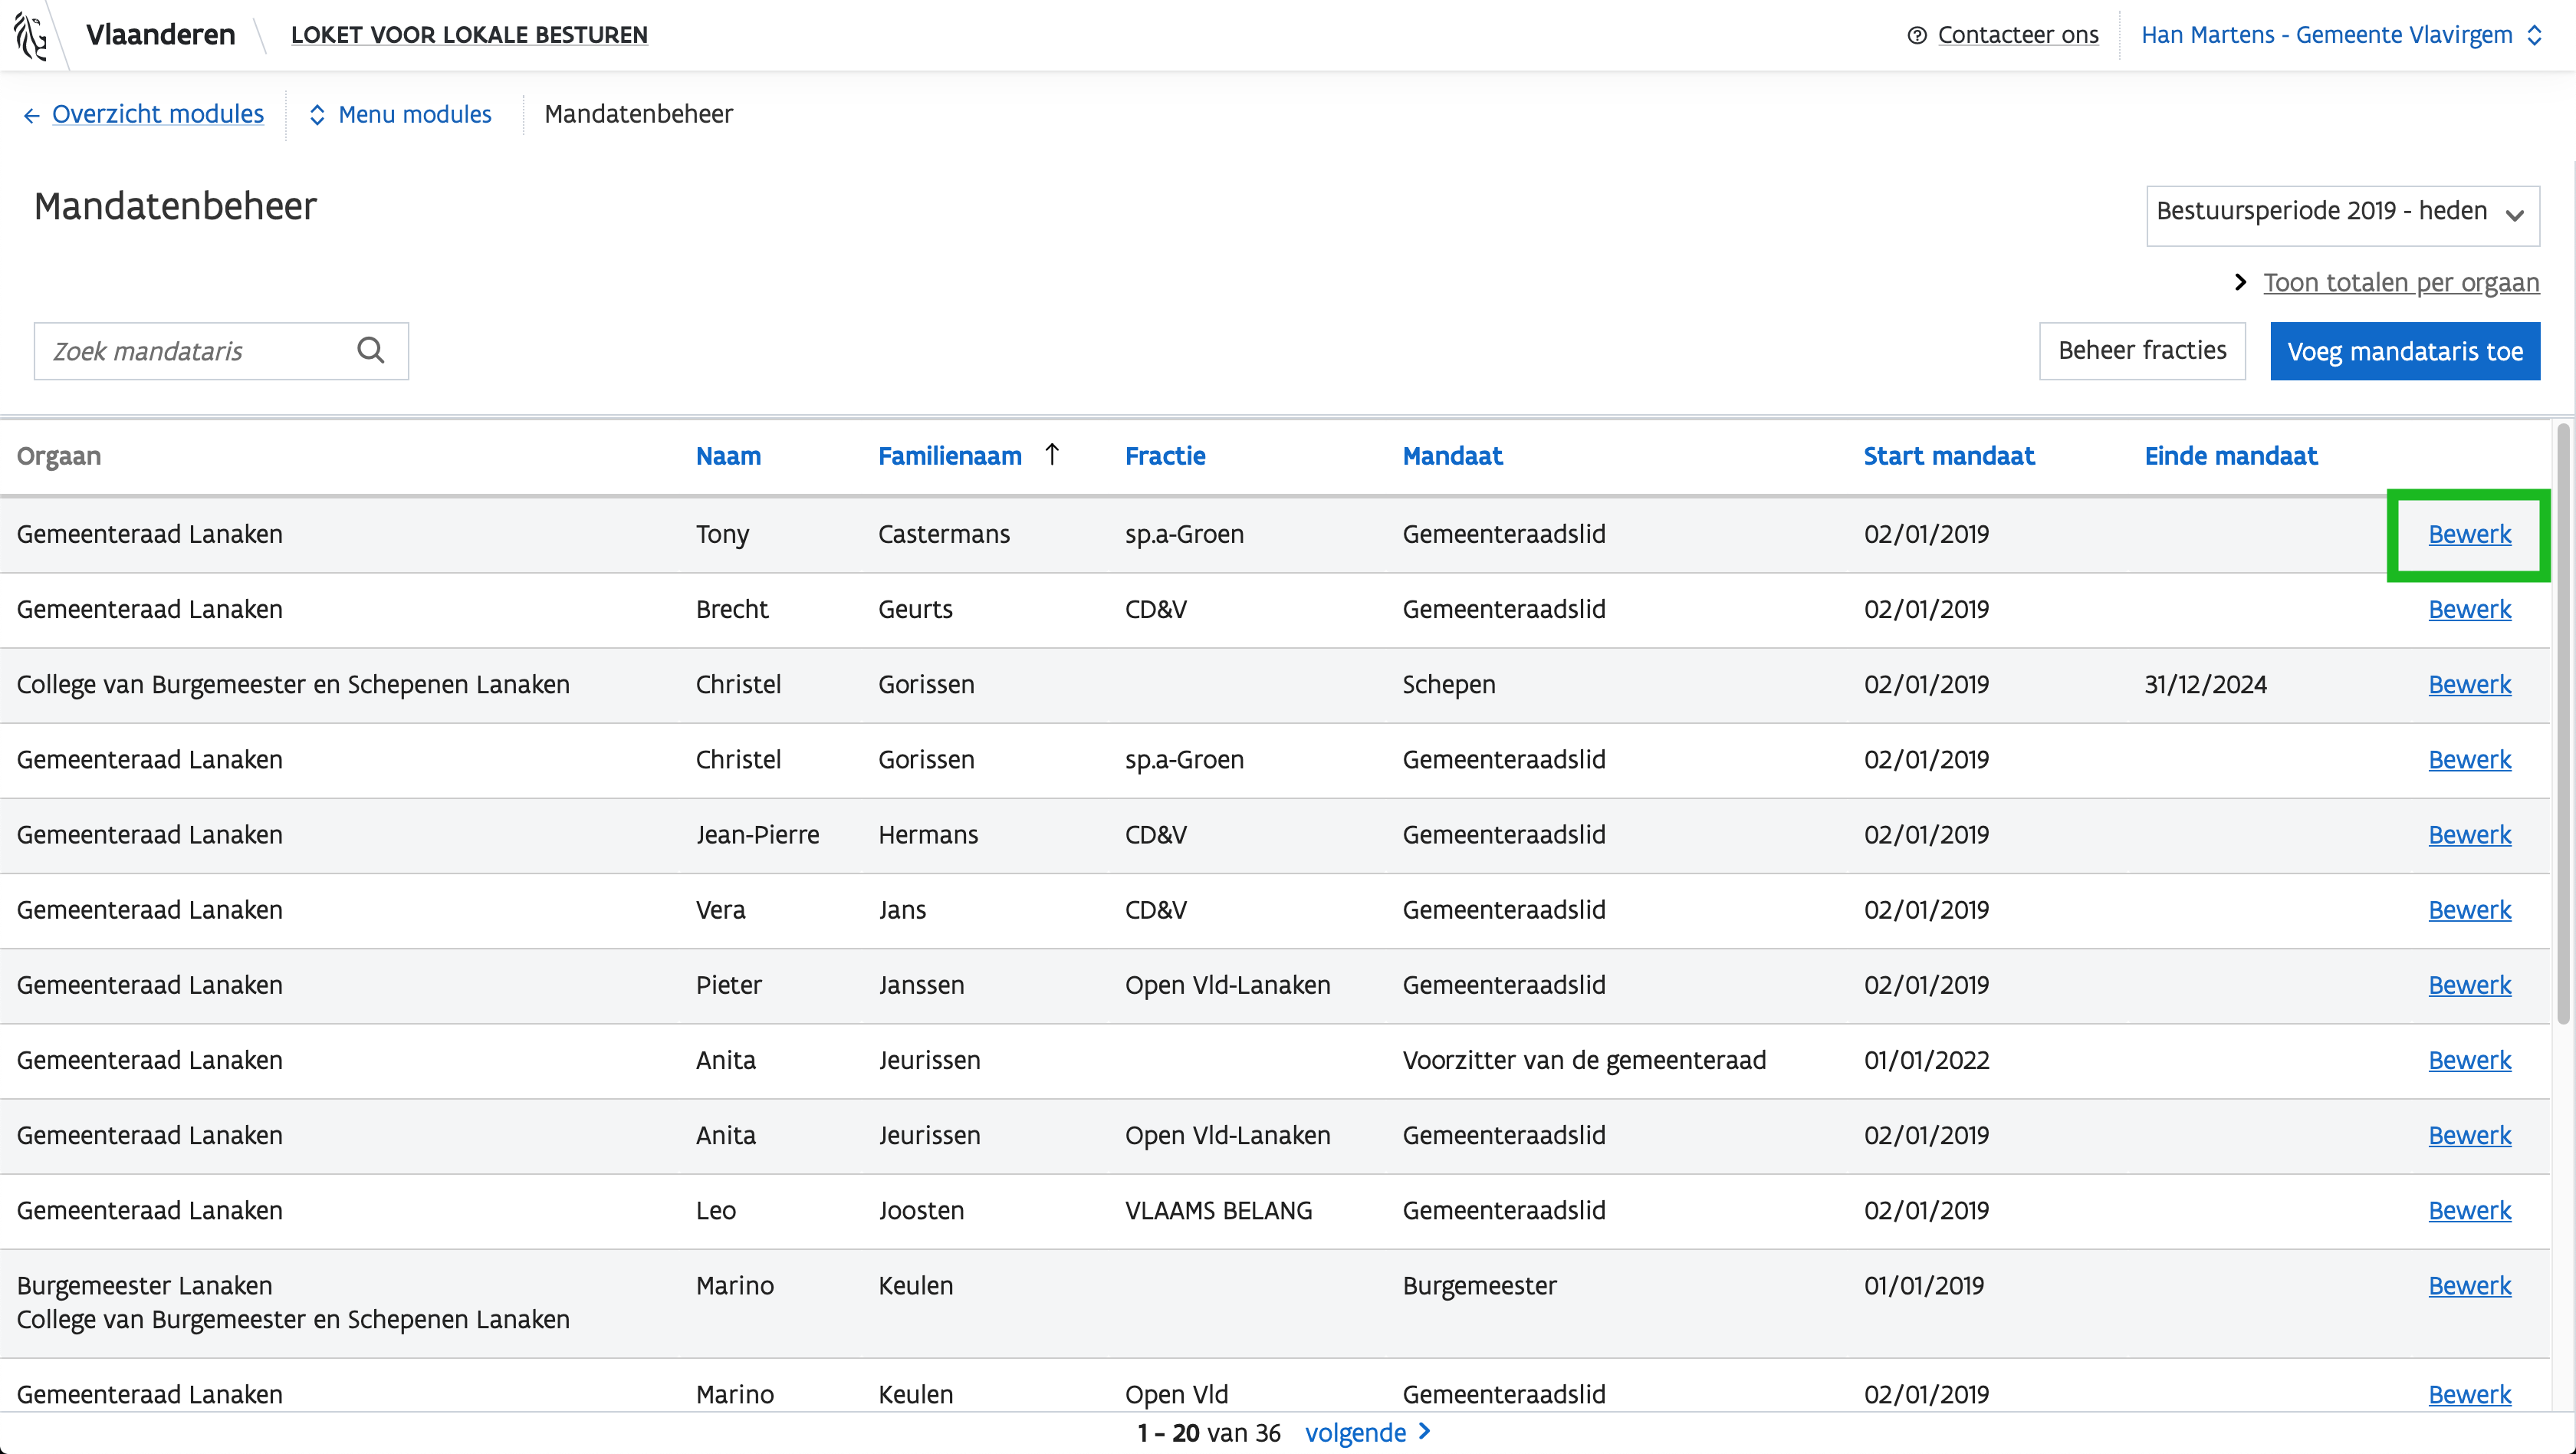 Vlaanderen LOKET VOOR LOKALE BESTUREN Contacteer ons Han Martens - Gemeente Vlavirgem
Overzicht modules Menu modules Mandatenbeheer
Mandatenbeheer
Bestuursperiode 2019 - heden
Toon totalen per orgaan
Zoek mandataris Beheer fracties Voeg mandataris toe
Orgaan Naam Familienaam Fractie Mandaat Start mandaat Einde mandaat
Gemeenteraad Lanaken Tony Castermans sp.a-Groen Gemeenteraadslid 02/01/2019 Bewerk
Gemeenteraad Lanaken Brecht Geurts CD&V Gemeenteraadslid 02/01/2019 Bewerk
College van Burgemeester en Schepenen Lanaken Christel Gorissen Schepen 02/01/2019 31/12/2024 Bewerk
Gemeenteraad Lanaken Christel Gorissen sp.a-Groen Gemeenteraadslid 02/01/2019 Bewerk
Gemeenteraad Lanaken Jean-Pierre Hermans CD&V Gemeenteraadslid 02/01/2019 Bewerk
Gemeenteraad Lanaken Vera Jans CD&V Gemeenteraadslid 02/01/2019 Bewerk
Gemeenteraad Lanaken Pieter Janssen Open Vld-Lanaken Gemeenteraadslid 02/01/2019 Bewerk
Gemeenteraad Lanaken Anita Jeurissen Voorzitter van de gemeenteraad 01/01/2022 Bewerk
Gemeenteraad Lanaken Anita Jeurissen Open Vld-Lanaken Gemeenteraadslid 02/01/2019 Bewerk
Gemeenteraad Lanaken Leo Joosten VLAAMS BELANG Gemeenteraadslid 02/01/2019 Bewerk
Burgemeester Lanaken Marino Keulen Burgemeester 01/01/2019 Bewerk
College van Burgemeester en Schepenen Lanaken
Gemeenteraad Lanaken Marino Keulen Open Vld Gemeenteraadslid 02/01/2019 Bewerk
1 - 20 van 36 volgende